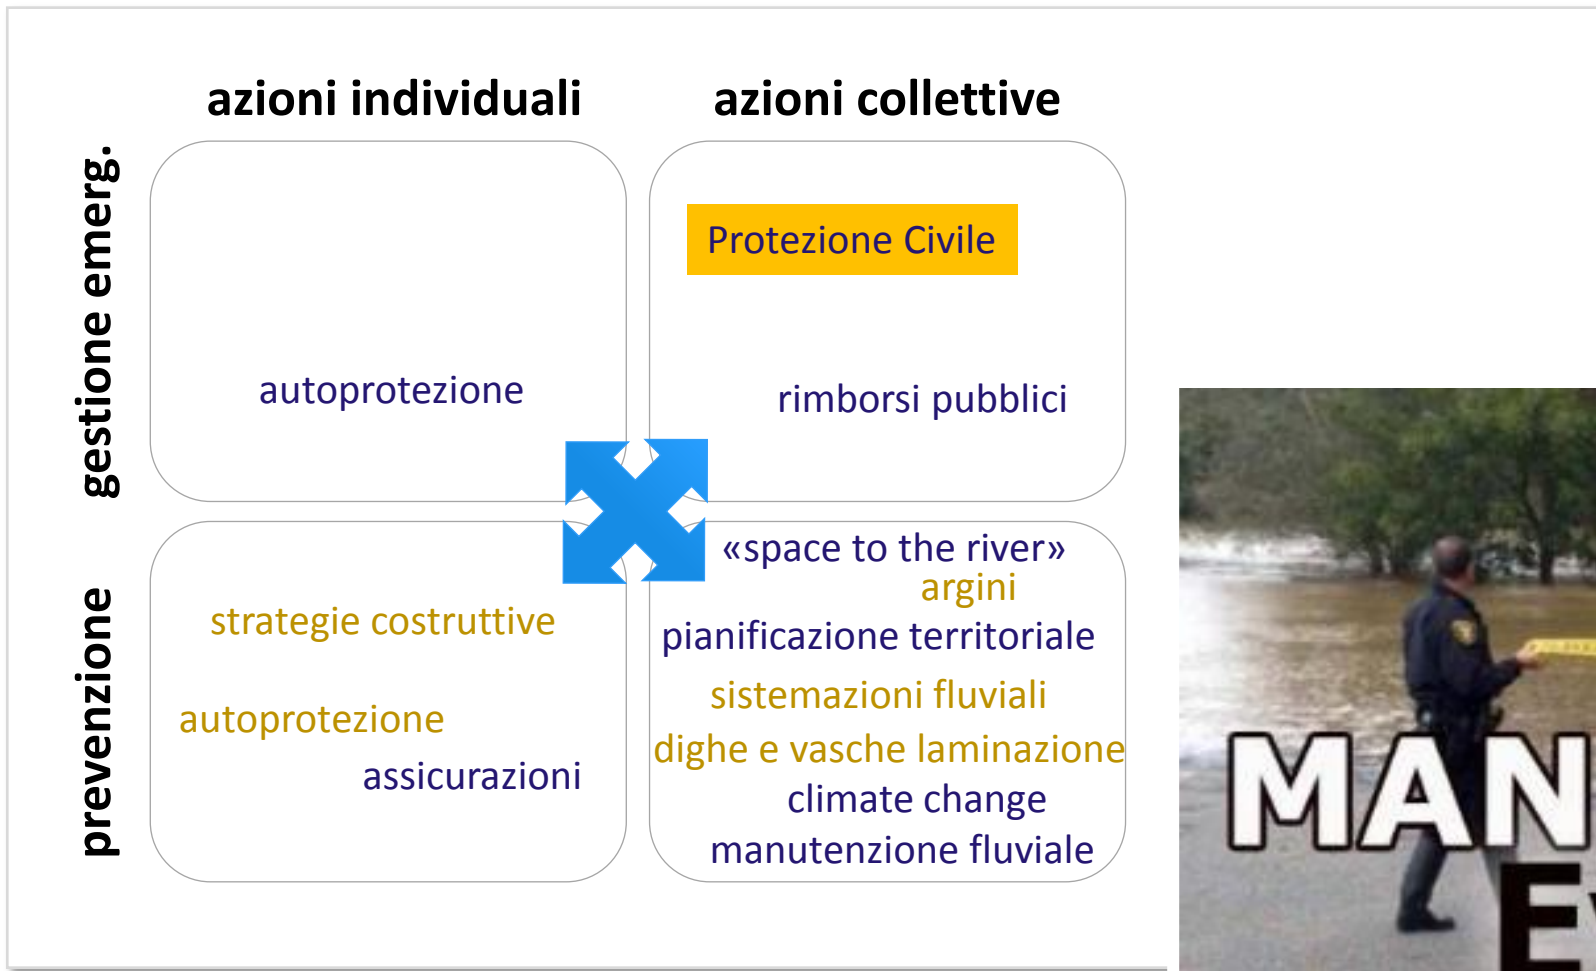 azioni individuali
azioni collettive
gestione emerg.
Protezione Civile
autoprotezione
rimborsi pubblici
prevenzione
strategie costruttive
autoprotezione
assicurazioni
«space to the river»
argini
pianificazione territoriale
sistemazioni fluviali
dighe e vasche laminazione
climate change
manutenzione fluviale
MAN